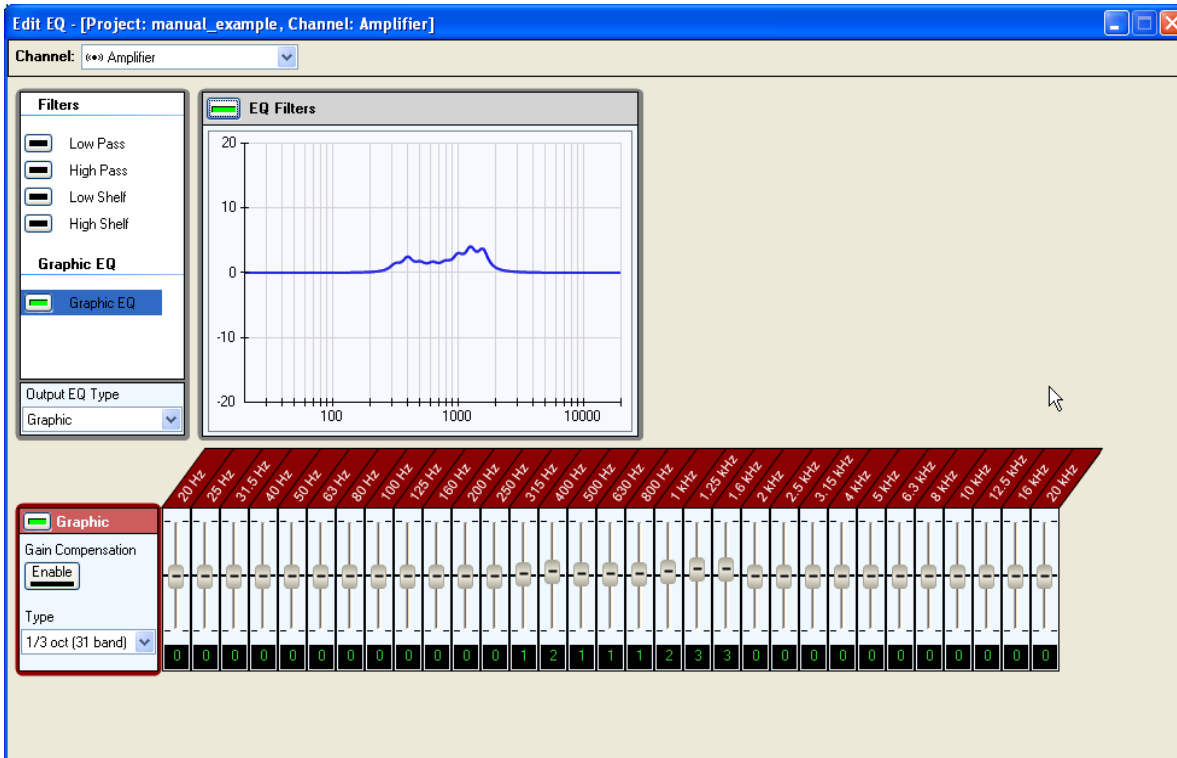 Edit EQ - [Project: manual_example, Channel: Amplifier]
Channel: Amplifier
Filters
Low Pass
High Pass
Low Shelf
High Shelf
Graphic EQ
Graphic EQ
Output EQ Type
Graphic
EQ Filters
20
10
0
-10
-20
100 1000 10000
20 Hz 25 Hz 31.5 Hz 40 Hz 50 Hz 63 Hz 80 Hz 100 Hz 125 Hz 160 Hz 200 Hz 250 Hz 315 Hz 400 Hz 500 Hz 630 Hz 800 Hz 1 kHz 1.25 kHz 1.6 kHz 2 kHz 2.5 kHz 3.15 kHz 4 kHz 5 kHz 6.3 kHz 8 kHz 10 kHz 12.5 kHz 16 kHz 20 kHz
Graphic
Gain Compensation
Enable
Type
1/3 oct (31 band)
0 0 0 0 0 0 0 0 0 0 0 0 1 2 1 1 1 2 3 3 0 0 0 0 0 0 0 0 0 0 0